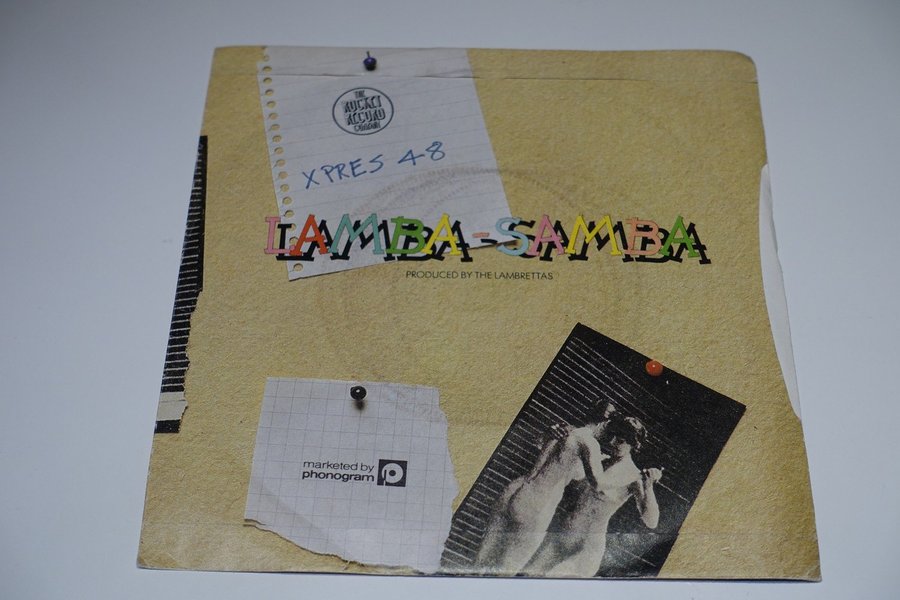 THE
ROCKET
RECORD
COMPANY
XPRES 48
LAMBA-SAMBA
PRODUCED BY THE LAMBRETTAS
marketed by
phonogram